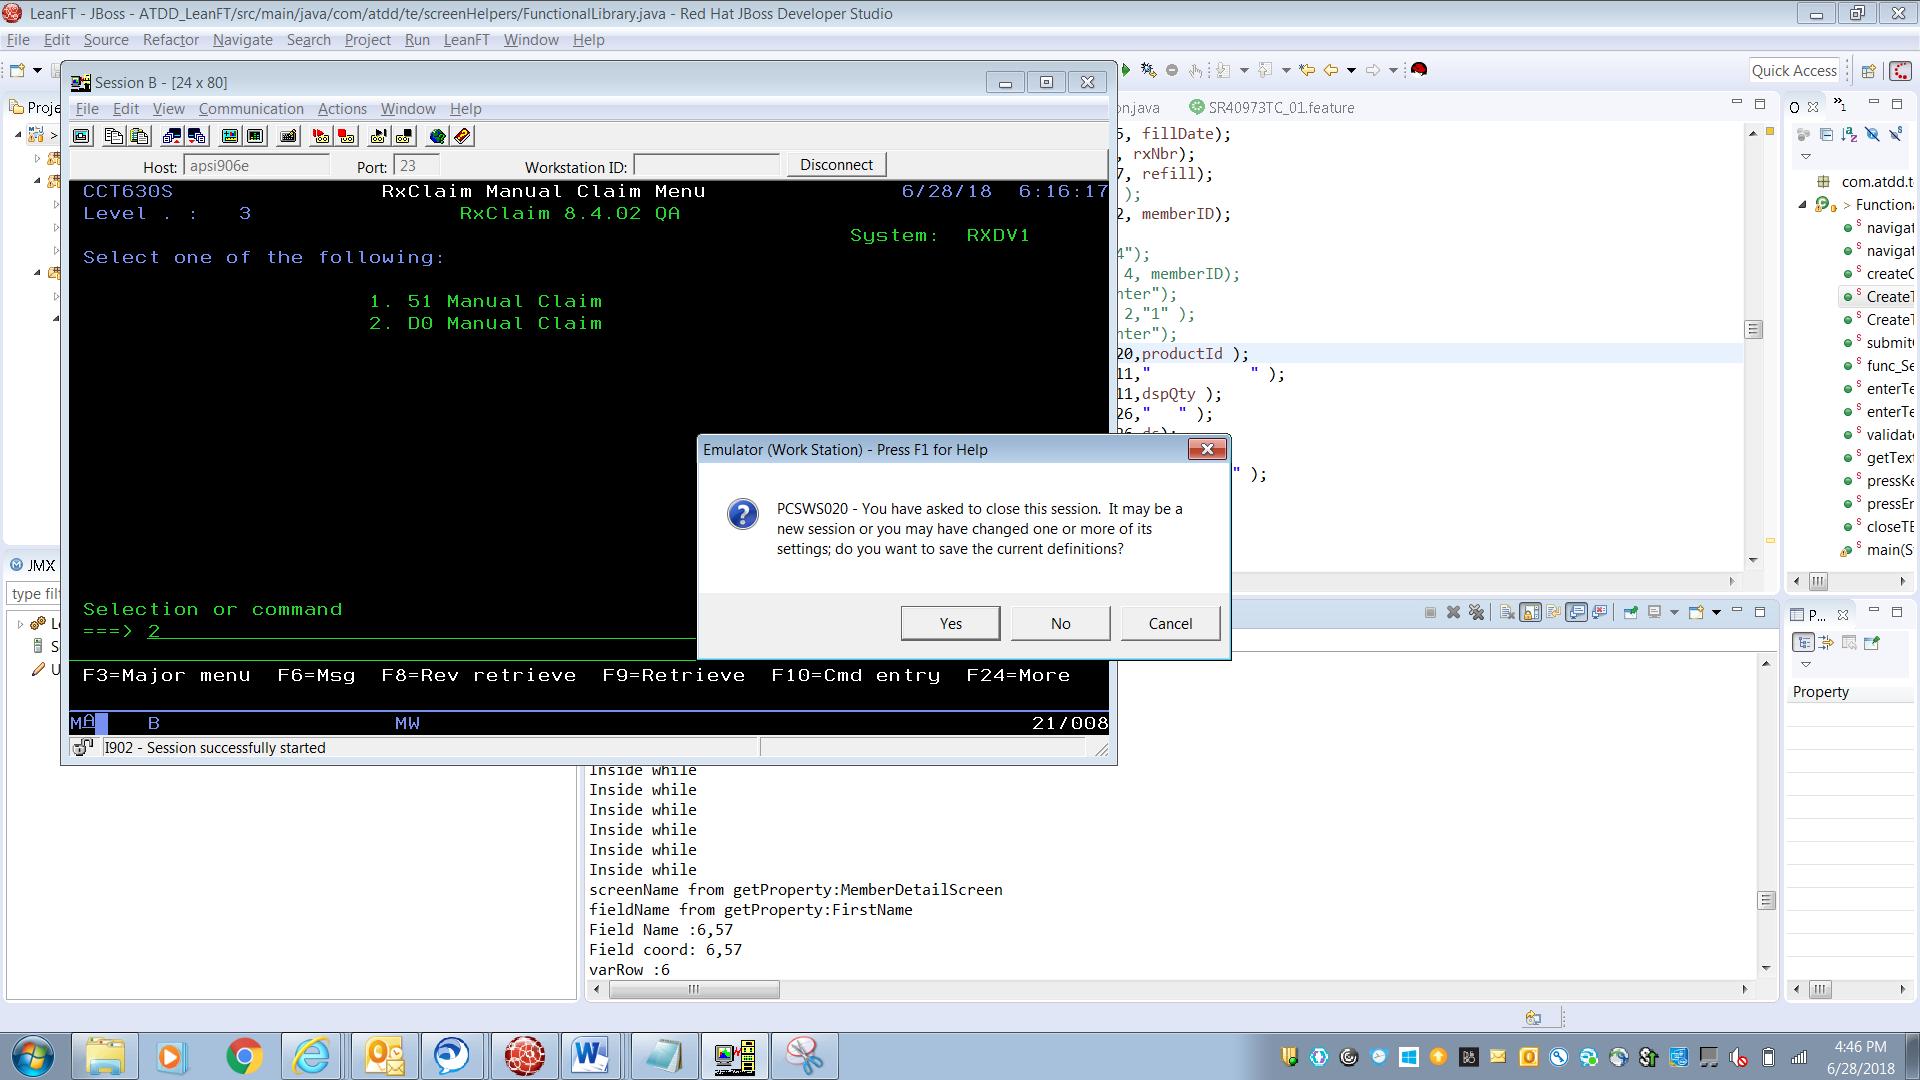 LeanFT - JBoss - ATDD_LeanFT/src/main/java/com/atdd/te/screenHelpers/FunctionalLibrary.java - Red Hat JBoss Developer Studio
File Edit Source Refactor Navigate Search Project Run LeanFT Window Help
Quick Access
Session B - [24 x 80]
File Edit View Communication Actions Window Help
Host: apsi906e Port: 23 Workstation ID: Disconnect
CCT630S RxClaim Manual Claim Menu 6/28/18 6:16:17
Level . : 3 RxClaim 8.4.02 QA
System: RXDV1
Select one of the following:
1. 51 Manual Claim
2. D0 Manual Claim
Selection or command
===> 2
F3=Major menu F6=Msg F8=Rev retrieve F9=Retrieve F10=Cmd entry F24=More
MA B MW 21/008
I902 - Session successfully started
Emulator (Work Station) - Press F1 for Help
PCSWS020 - You have asked to close this session. It may be a
new session or you may have changed one or more of its
settings; do you want to save the current definitions?
Yes No Cancel
Proje
JMX
type filt
on.java SR40973TC_01.feature
5, fillDate);
, rxNbr);
7, refill);
);
2, memberID);
4");
4, memberID);
nter");
2,"1" );
nter");
20,productId );
11," " );
11,dspQty );
26," " );
" );
com.atdd.t
> Functiona
navigat
navigat
createC
CreateT
CreateT
submit
func_Se
enterTe
enterTe
validat
getTex
pressKe
pressEr
closeTE
main(S
P...
Property
Inside while
Inside while
Inside while
Inside while
Inside while
Inside while
screenName from getProperty:MemberDetailScreen
fieldName from getProperty:FirstName
Field Name :6,57
Field coord: 6,57
varRow :6
4:46 PM
6/28/2018